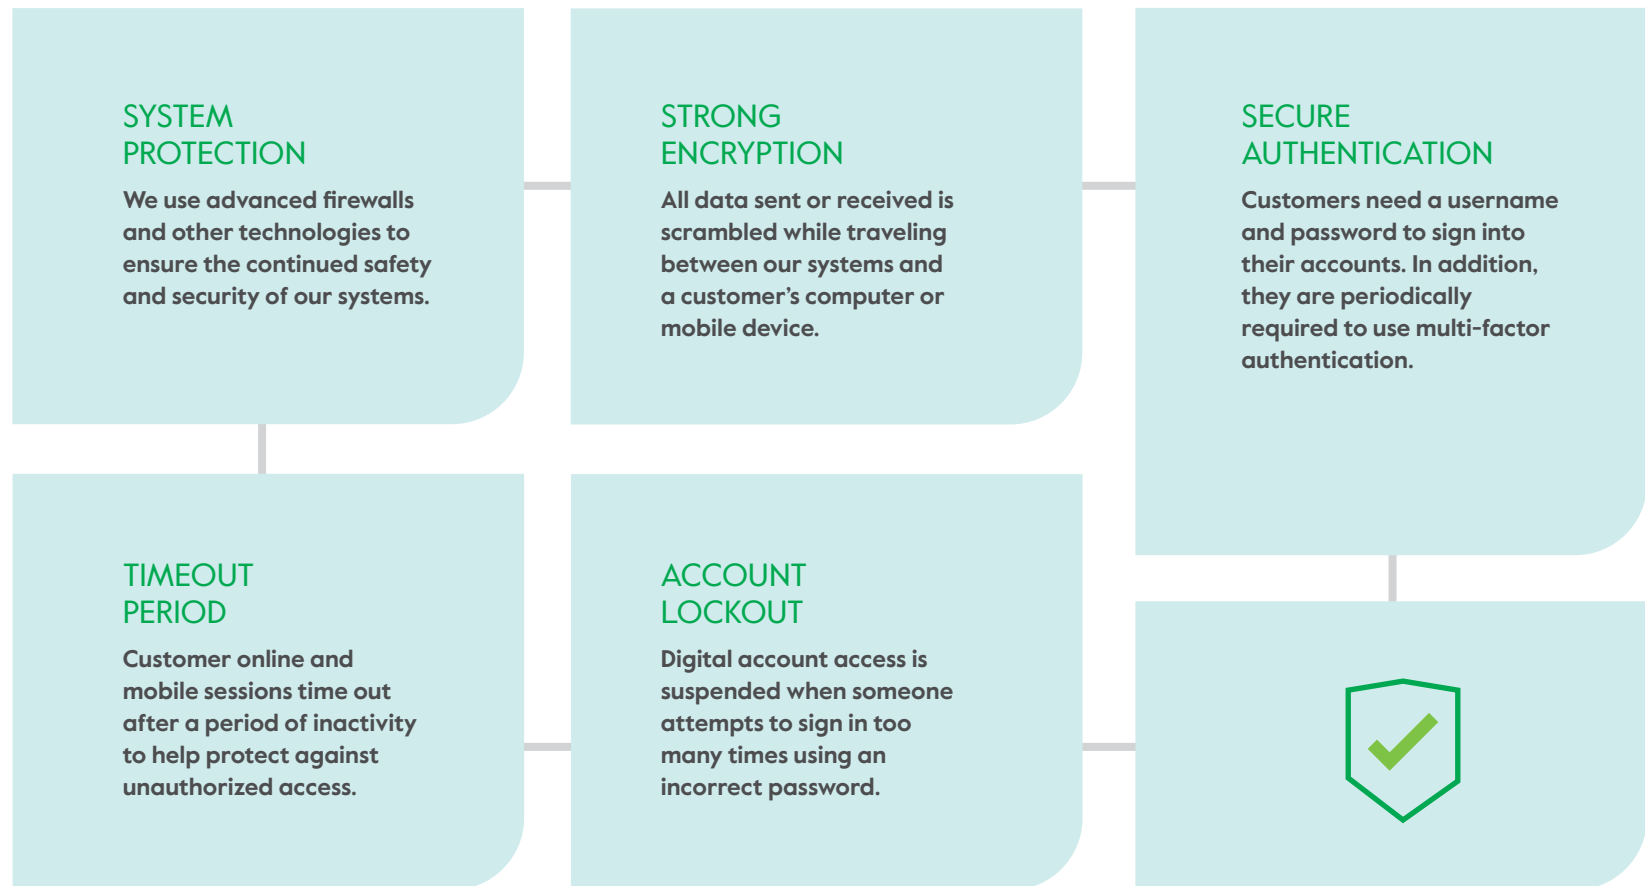 SYSTEM
PROTECTION
We use advanced firewalls
and other technologies to
ensure the continued safety
and security of our systems.
STRONG
ENCRYPTION
All data sent or received is
scrambled while traveling
between our systems and
a customer’s computer or
mobile device.
SECURE
AUTHENTICATION
Customers need a username
and password to sign into
their accounts. In addition,
they are periodically
required to use multi-factor
authentication.
TIMEOUT
PERIOD
Customer online and
mobile sessions time out
after a period of inactivity
to help protect against
unauthorized access.
ACCOUNT
LOCKOUT
Digital account access is
suspended when someone
attempts to sign in too
many times using an
incorrect password.